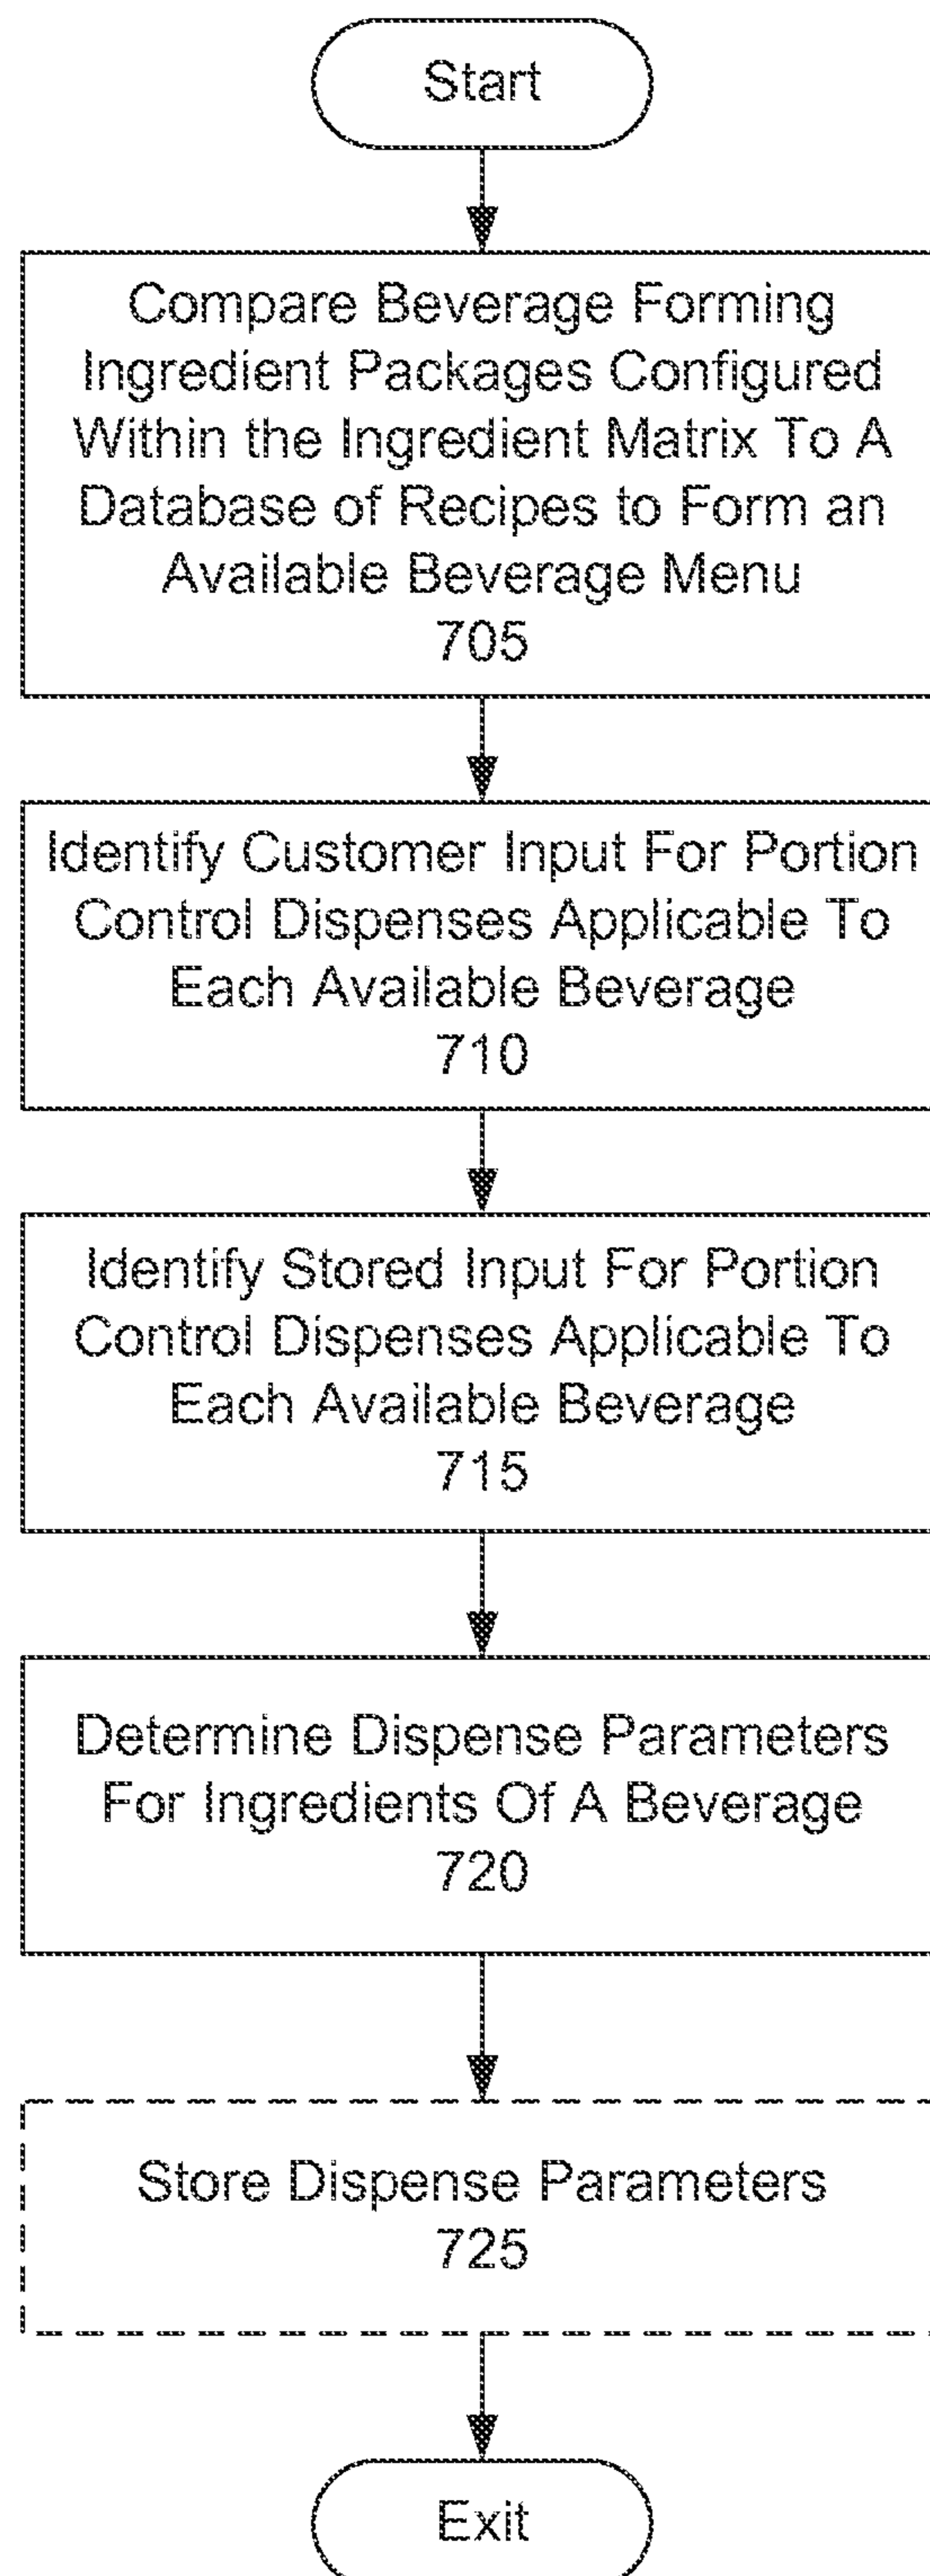 Start
Compare Beverage Forming
Ingredient Packages Configured
Within the Ingredient Matrix To A
Database of Recipes to Form an
Available Beverage Menu
705
Identify Customer Input For Portion
Control Dispenses Applicable To
Each Available Beverage
710
Identify Stored Input For Portion
Control Dispenses Applicable To
Each Available Beverage
715
Determine Dispense Parameters
For Ingredients Of A Beverage
720
Store Dispense Parameters
725
Exit